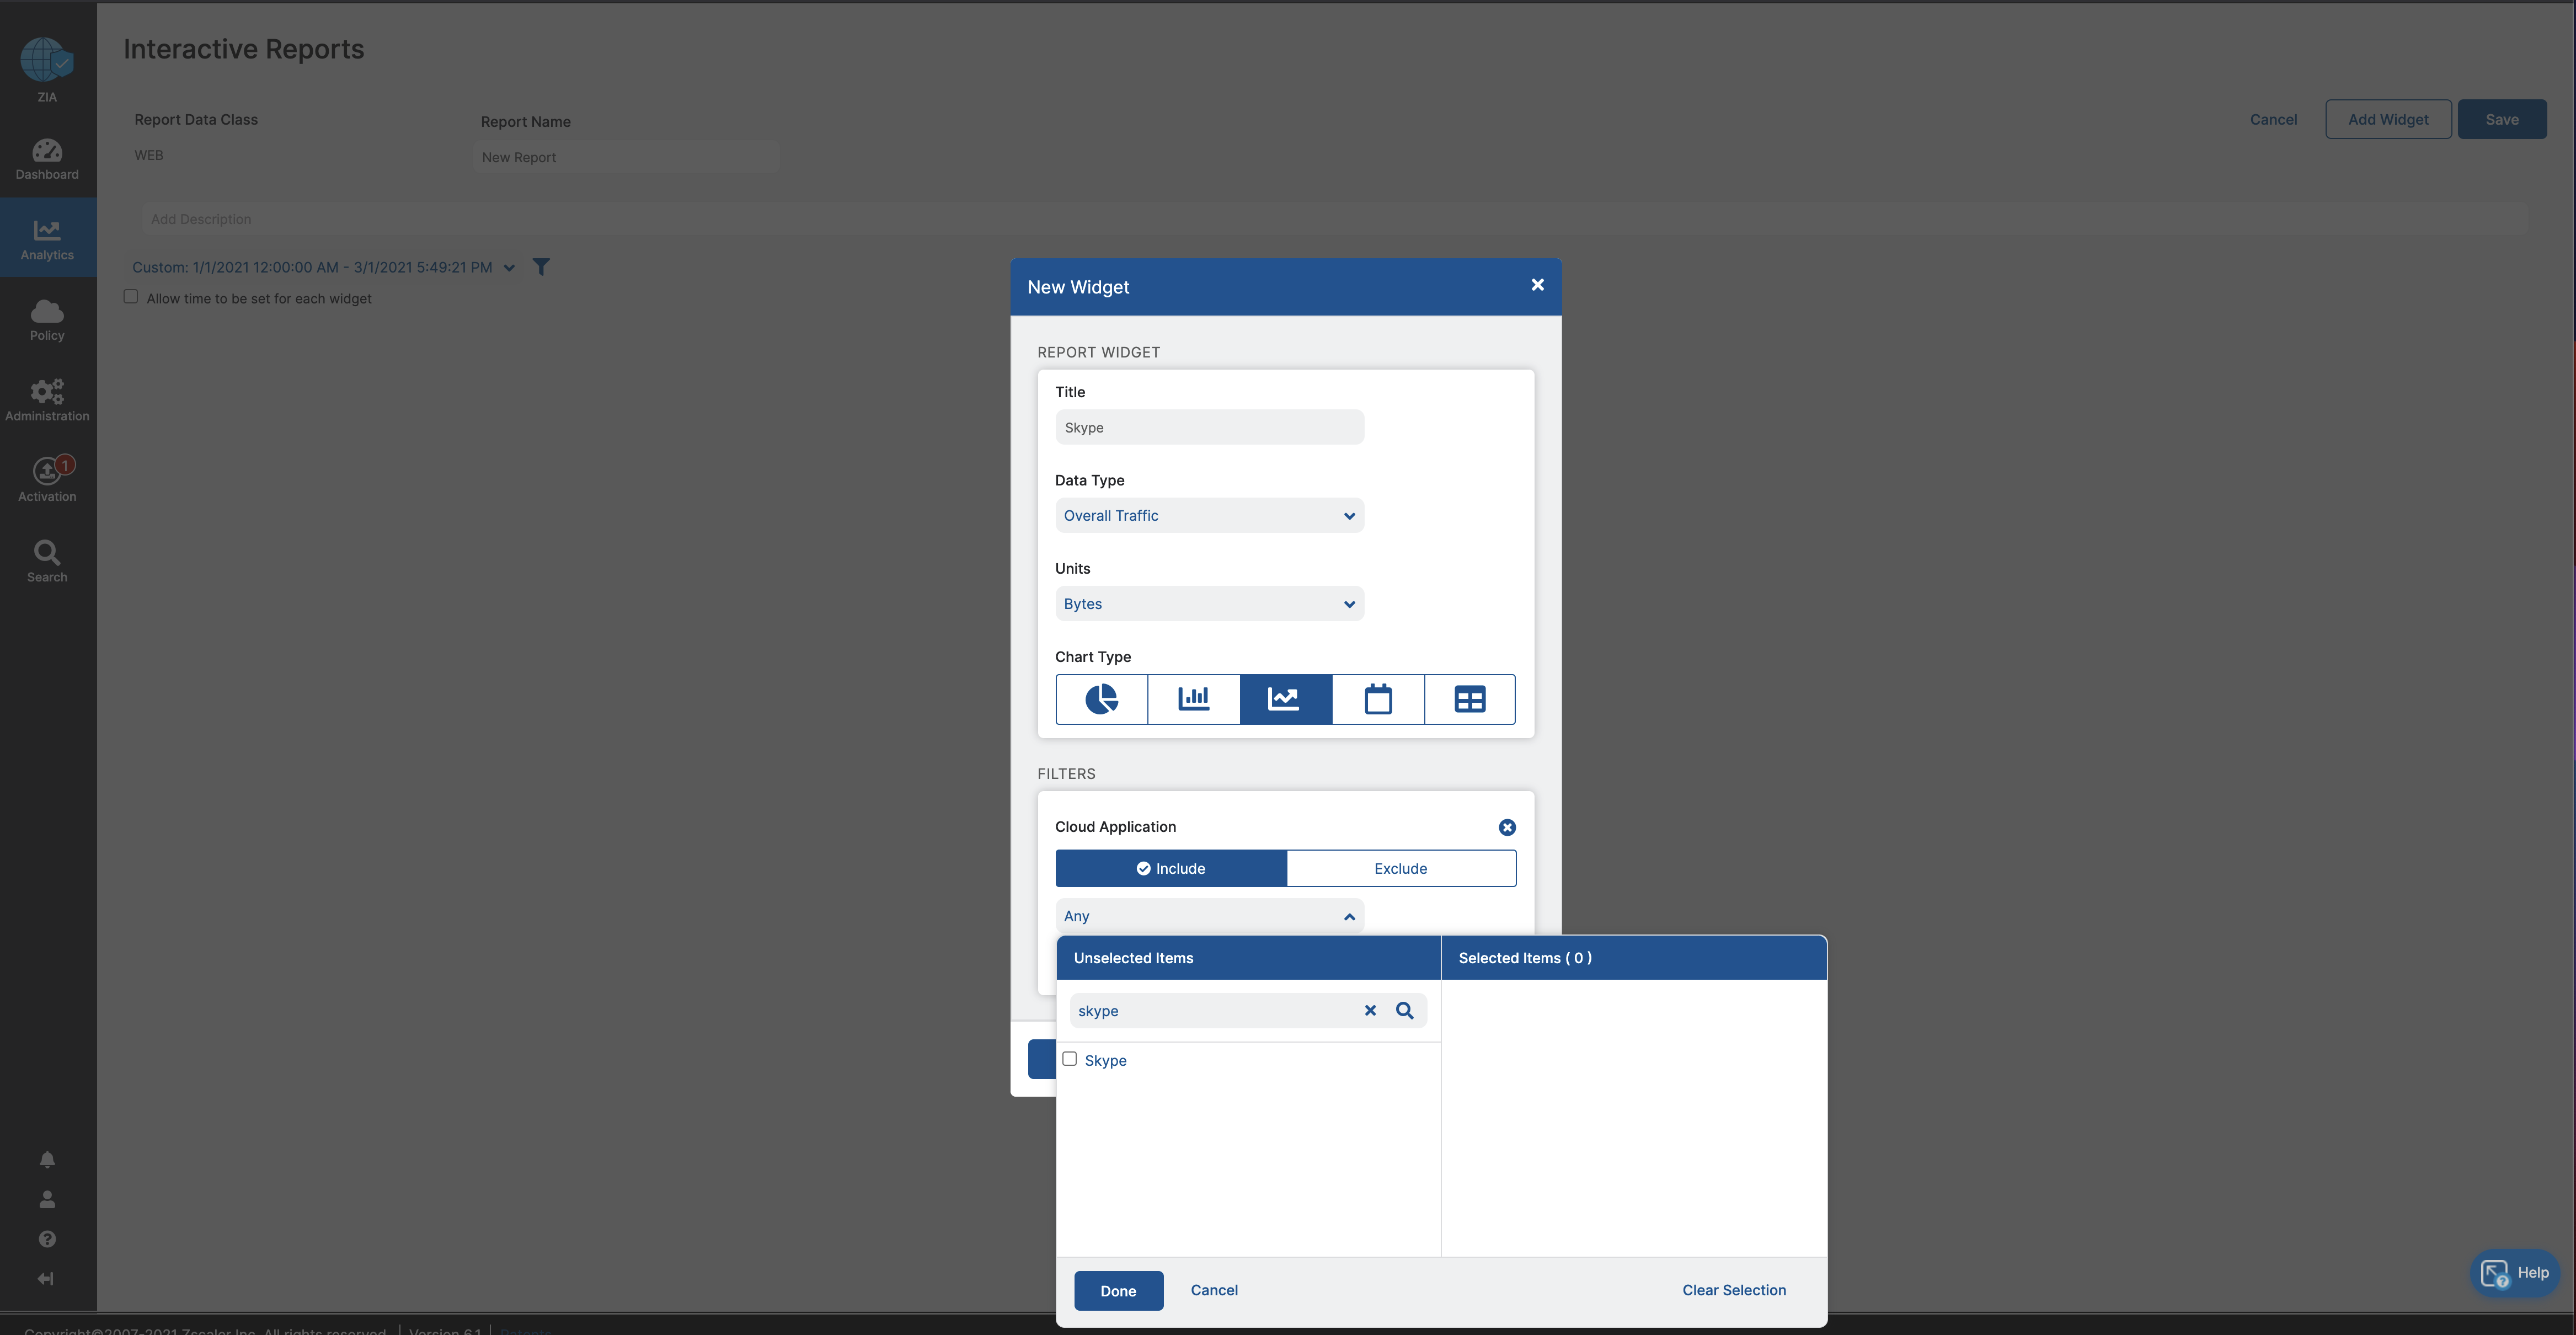 Interactive Reports
ZIA
Report Data Class
Report Name
Cancel
Add Widget
Save
WEB
New Report
Dashboard
Add Description
Analytics
Custom: 1/1/2021 12:00:00 AM - 3/1/2021 5:49:21 PM
Allow time to be set for each widget
Policy
Administration
1
Activation
Search
New Widget
REPORT WIDGET
Title
Skype
Data Type
Overall Traffic
Units
Bytes
Chart Type
FILTERS
Cloud Application
Include
Exclude
Any
Unselected Items
Selected Items ( 0 )
skype
Skype
Done
Cancel
Clear Selection
Help
Copyright©2007-2021 Zscaler Inc. All rights reserved. | Version 6.1 | Patents